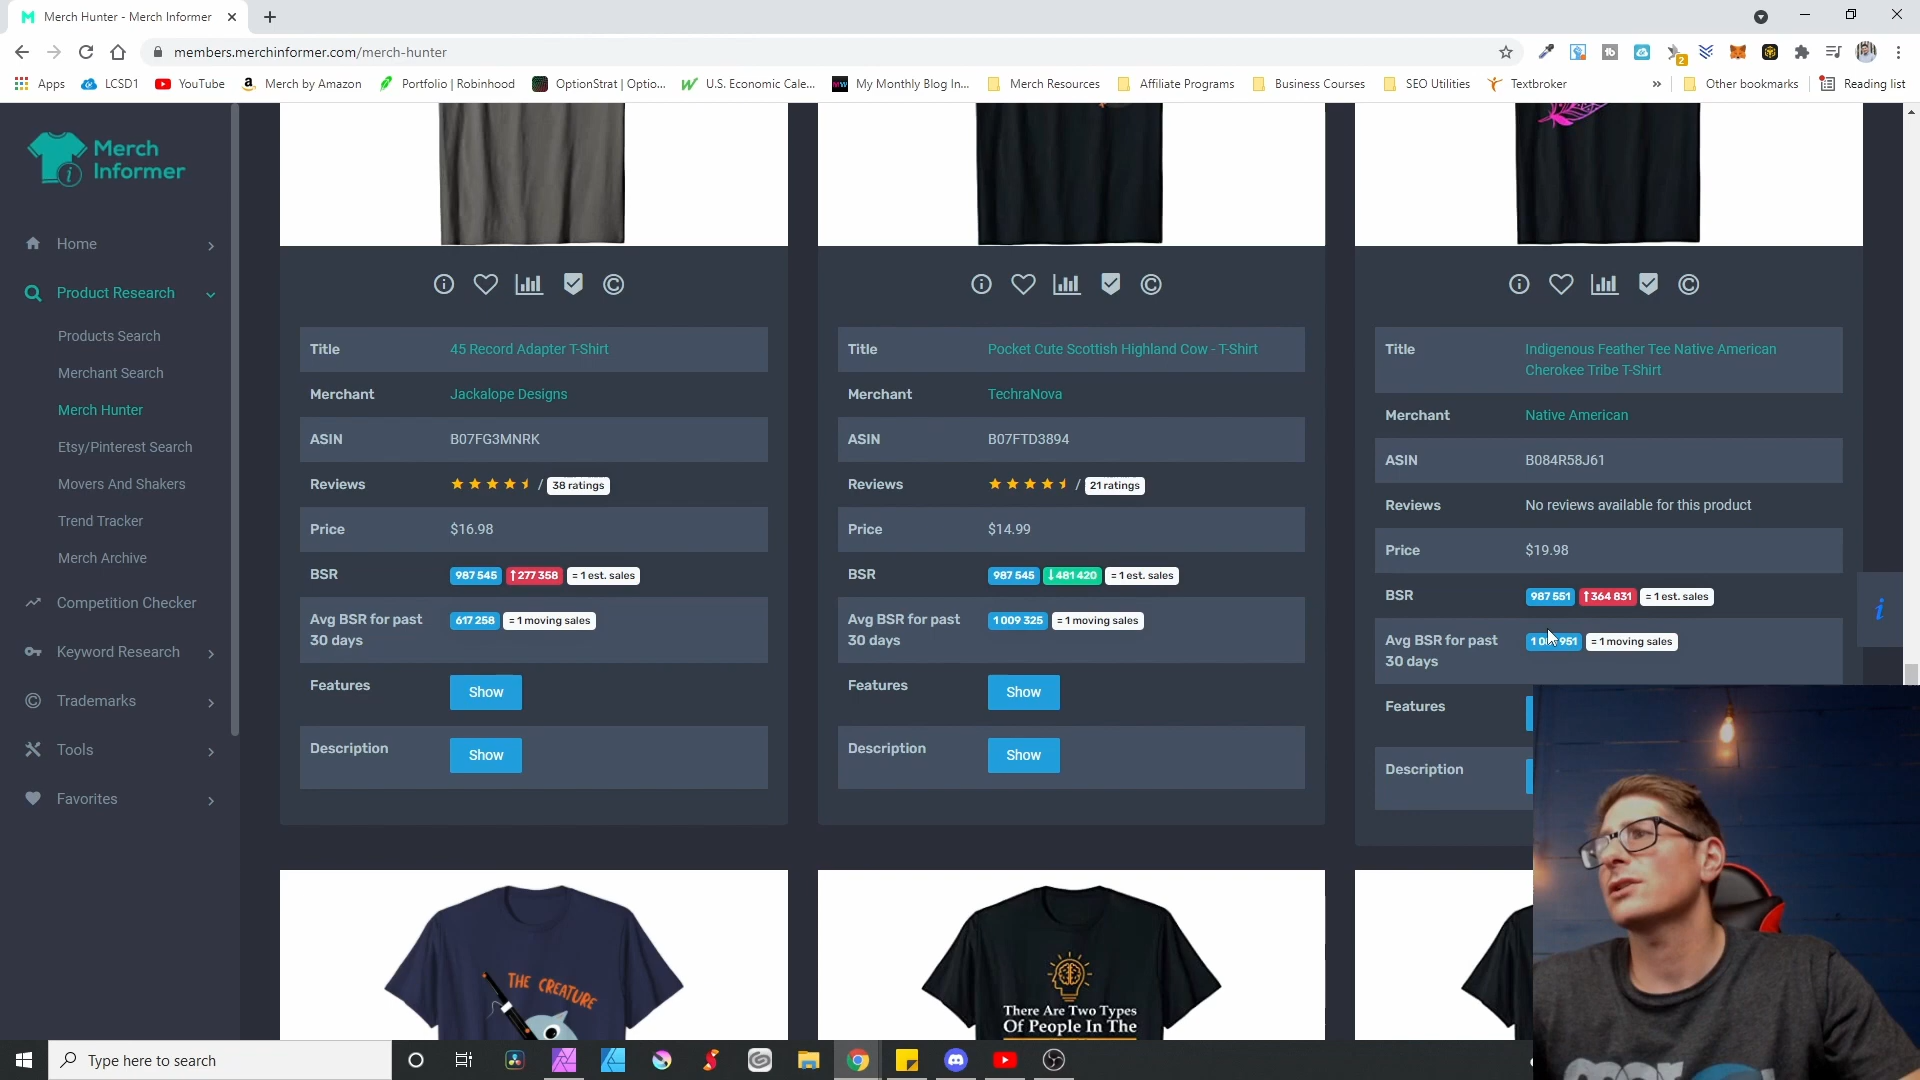 Merch Hunter - Merch Informer
members.merchinformer.com/merch-hunter
2
Apps
LCSD1
YouTube
Merch by Amazon
Portfolio | Robinhood
OptionStrat | Optio...
U.S. Economic Cale...
My Monthly Blog In...
Merch Resources
Affiliate Programs
Business Courses
SEO Utilities
Textbroker
»
Other bookmarks
Reading list
Merch
Informer
Home
Product Research
Products Search
Merchant Search
Merch Hunter
Etsy/Pinterest Search
Movers And Shakers
Trend Tracker
Merch Archive
Competition Checker
Keyword Research
Trademarks
Tools
Favorites
Title 45 Record Adapter T-Shirt
Merchant Jackalope Designs
ASIN B07FG3MNRK
Reviews / 38 ratings
Price $16.98
BSR 987 545 ↑277 358 = 1 est. sales
Avg BSR for past 617 258 = 1 moving sales
30 days
Features Show
Description Show
Title Pocket Cute Scottish Highland Cow - T-Shirt
Merchant TechraNova
ASIN B07FTD3894
Reviews / 21 ratings
Price $14.99
BSR 987 545 ↓481 420 = 1 est. sales
Avg BSR for past 1 009 325 = 1 moving sales
30 days
Features Show
Description Show
Title Indigenous Feather Tee Native American
Cherokee Tribe T-Shirt
Merchant Native American
ASIN B084R58J61
Reviews No reviews available for this product
Price $19.98
BSR 987 551 ↑364 831 = 1 est. sales
Avg BSR for past = 1 moving sales
30 days
Features
Description
i
THE CREATURE
There Are Two Types
Of People In The
Type here to search